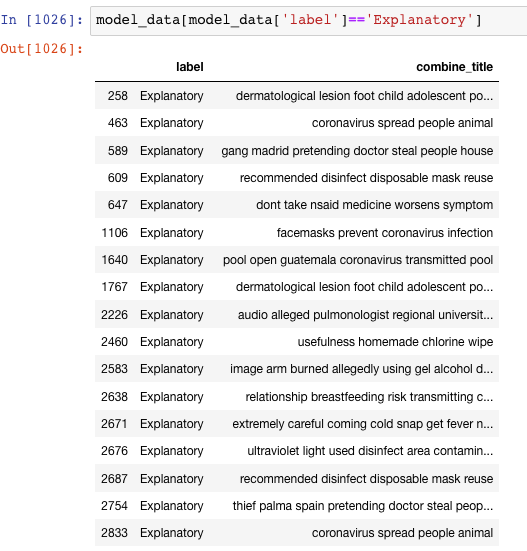 In [1026]: model_data[model_data['label']=='Explanatory']
Out[1026]:
label combine_title
258 Explanatory dermatological lesion foot child adolescent po...
463 Explanatory coronavirus spread people animal
589 Explanatory gang madrid pretending doctor steal people house
609 Explanatory recommended disinfect disposable mask reuse
647 Explanatory dont take nsaid medicine worsens symptom
1106 Explanatory facemasks prevent coronavirus infection
1640 Explanatory pool open guatemala coronavirus transmitted pool
1767 Explanatory dermatological lesion foot child adolescent po...
2226 Explanatory audio alleged pulmonologist regional universit...
2460 Explanatory usefulness homemade chlorine wipe
2583 Explanatory image arm burned allegedly using gel alcohol d...
2638 Explanatory relationship breastfeeding risk transmitting c...
2671 Explanatory extremely careful coming cold snap get fever n...
2676 Explanatory ultraviolet light used disinfect area contamin...
2687 Explanatory recommended disinfect disposable mask reuse
2754 Explanatory thief palma spain pretending doctor steal peop...
2833 Explanatory coronavirus spread people animal